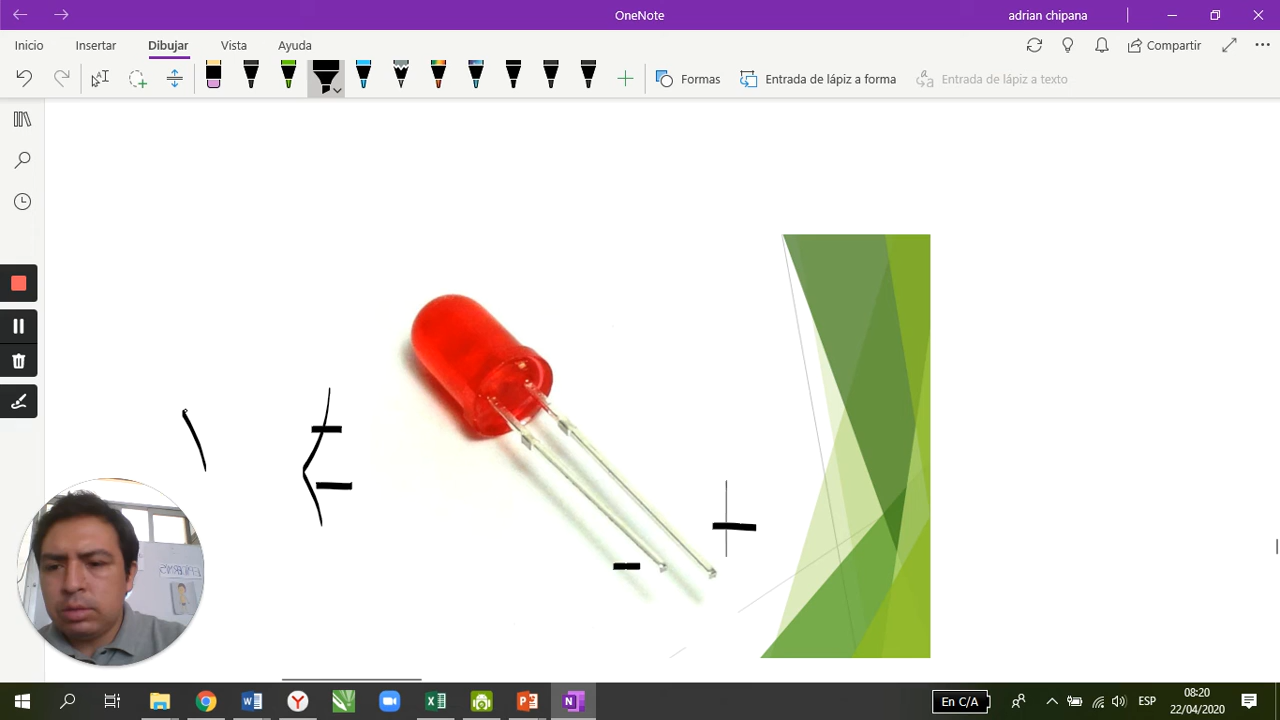 OneNote
adrian chipana
Inicio Insertar Dibujar Vista Ayuda
Compartir
Formas Entrada de lápiz a forma Entrada de lápiz a texto
+
-
-
+
En C/A
ESP
08:20
22/04/2020